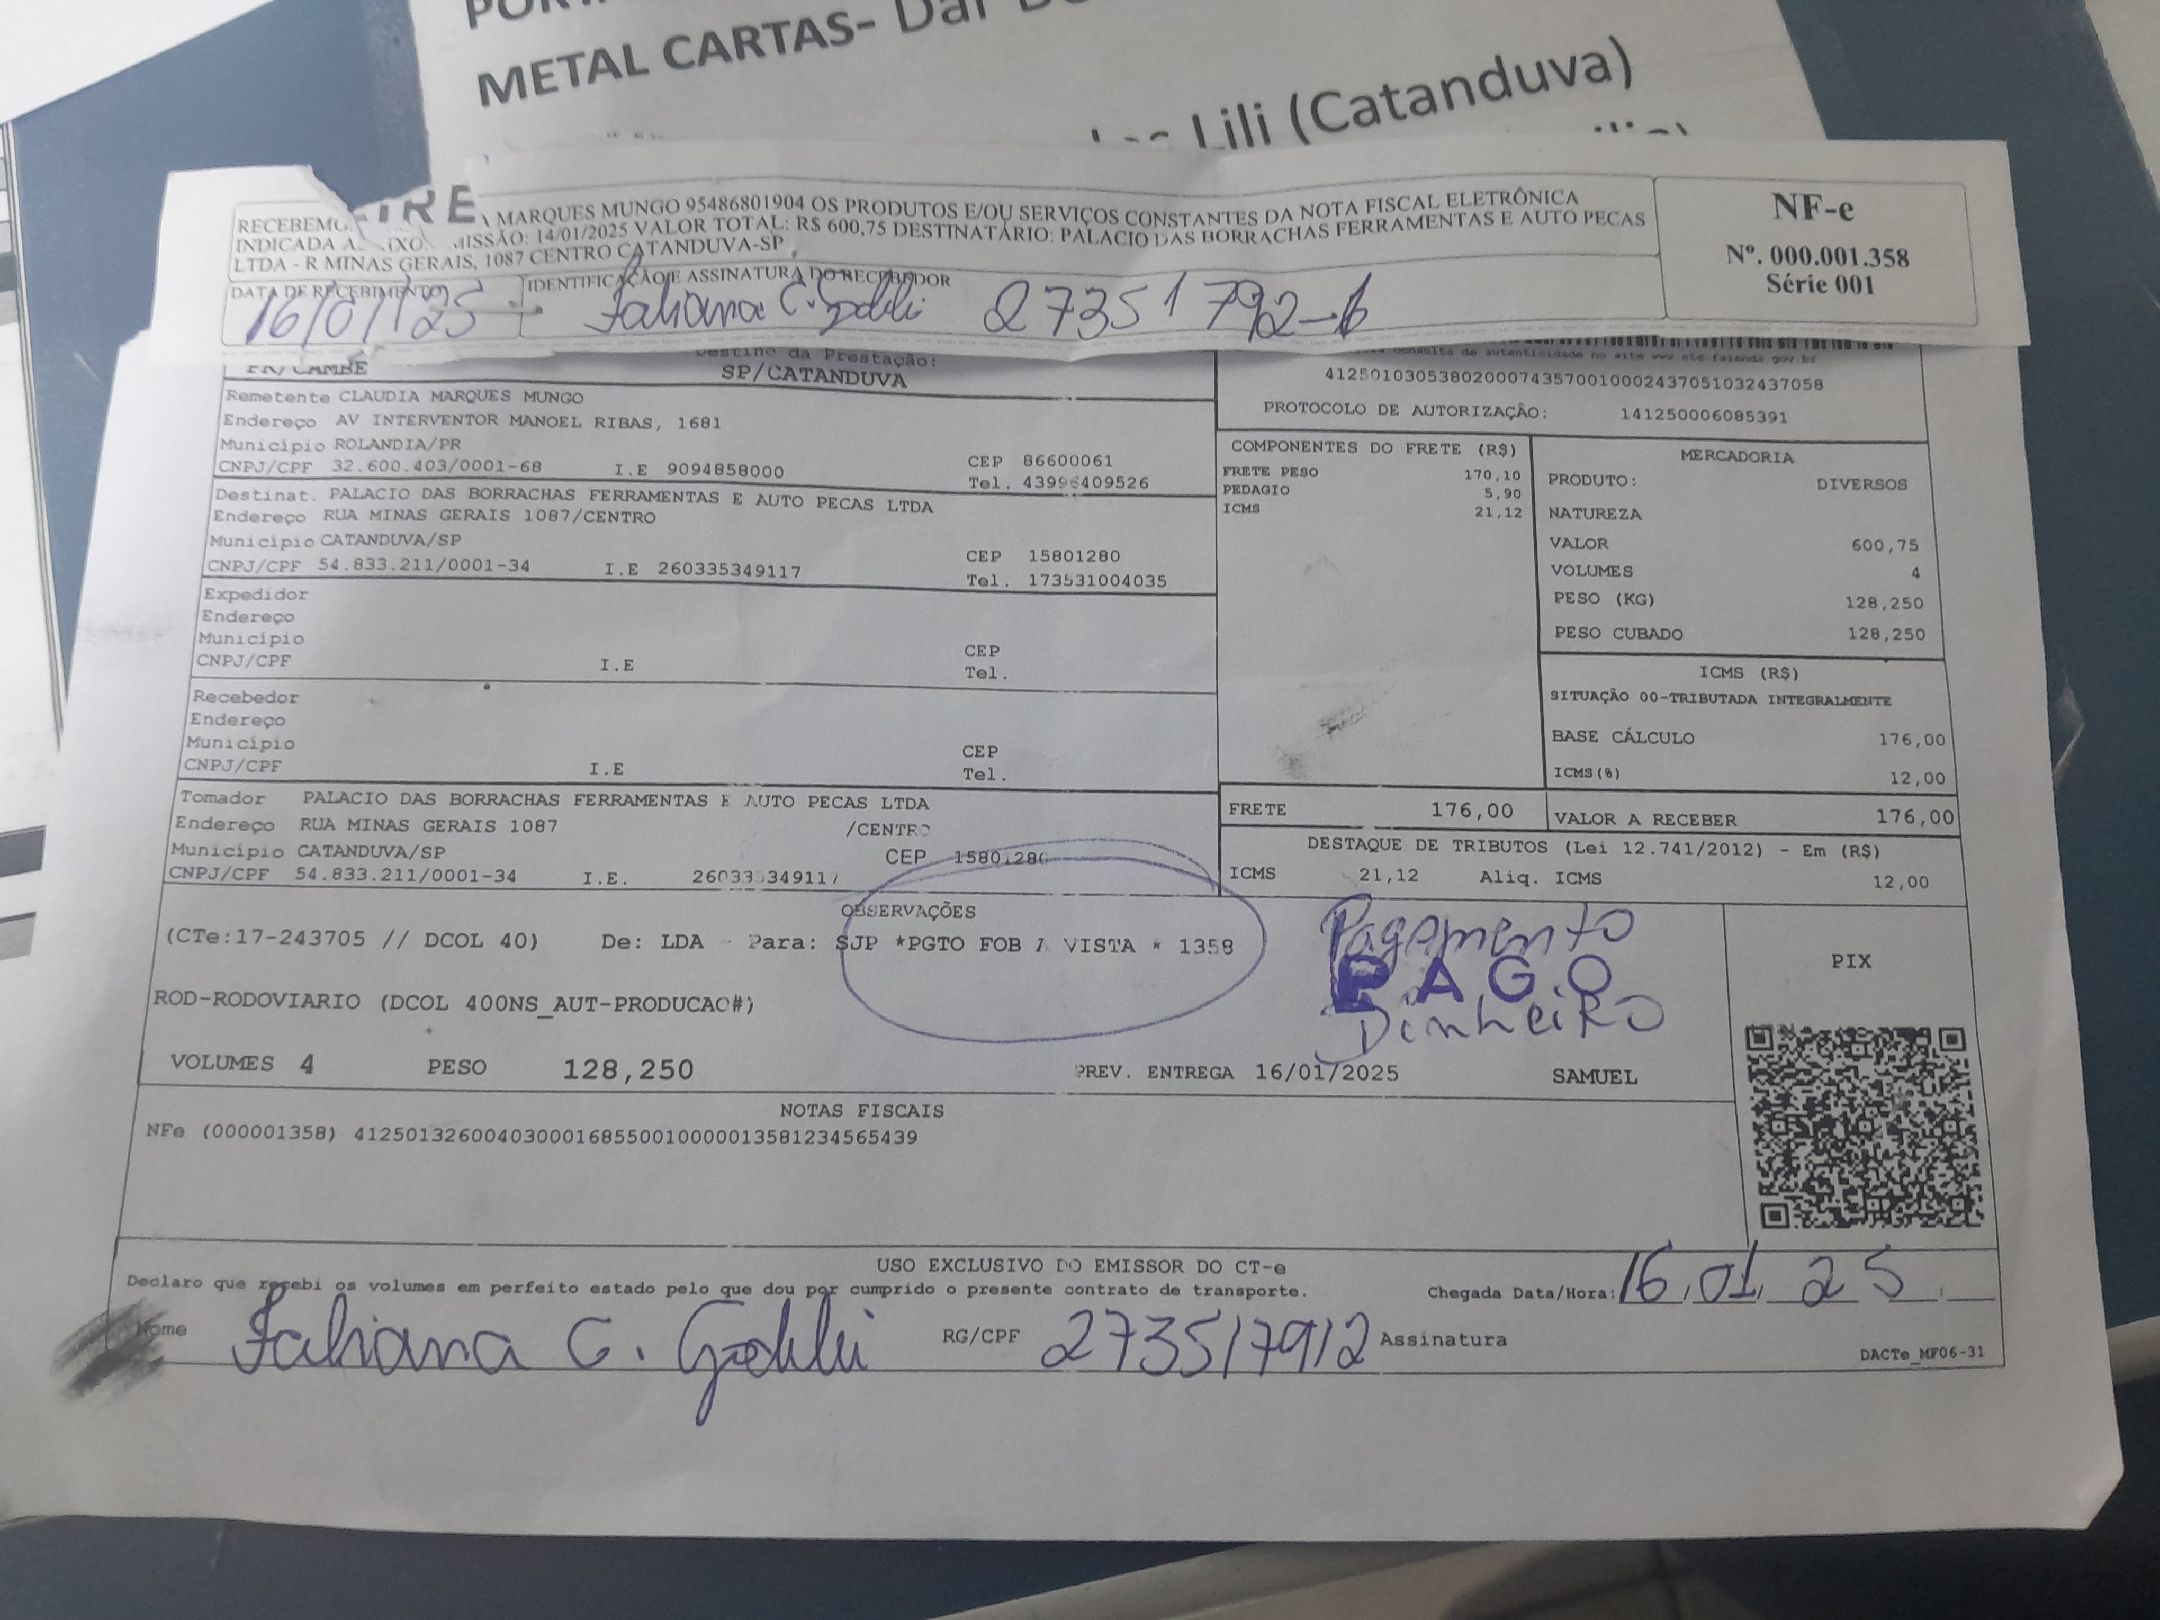 METAL CARTAS- Dar
Lili (Catanduva)
MARQUES MUNGO 95486801904 OS PRODUTOS E/OU SERVIÇOS CONSTANTES DA NOTA FISCAL ELETRÔNICA
INDICADA MISSÃO: 14/01/2025 VALOR TOTAL: R$ 600,75 DESTINATÁRIO: PALACIO DAS BORRACHAS FERRAMENTAS E AUTO PECAS
LTDA - R MINAS GERAIS, 1087 CENTRO CATANDUVA-SP
NF-e
Nº. 000.001.358
Série 001
DATA DE RECEBIMENTO
IDENTIFICAÇÃO E ASSINATURA DO RECEBEDOR
16/01/25 Fabiana C. 27351792-1
Destino da Prestação:
SP/CATANDUVA
consulta de autenticidade no site www.cte.fazenda.gov.br
41250103053802000743570010002437051032437058
PROTOCOLO DE AUTORIZAÇÃO: 141250006085391
Remetente CLAUDIA MARQUES MUNGO
Endereço AV INTERVENTOR MANOEL RIBAS, 1681
Município ROLANDIA/PR CEP 86600061
CNPJ/CPF 32.600.403/0001-68 I.E 9094858000 Tel. 43996409526
Destinat. PALACIO DAS BORRACHAS FERRAMENTAS E AUTO PECAS LTDA
Endereço RUA MINAS GERAIS 1087/CENTRO
Município CATANDUVA/SP CEP 15801280
CNPJ/CPF 54.833.211/0001-34 I.E 260335349117 Tel. 173531004035
Expedidor
Endereço
Município CEP
CNPJ/CPF I.E Tel.
Recebedor
Endereço
Município CEP
CNPJ/CPF I.E Tel.
Tomador PALACIO DAS BORRACHAS FERRAMENTAS E AUTO PECAS LTDA
Endereço RUA MINAS GERAIS 1087 /CENTRO
Município CATANDUVA/SP CEP 15801280
CNPJ/CPF 54.833.211/0001-34 I.E. 260335349117
COMPONENTES DO FRETE (R$)
FRETE PESO 170,10
PEDAGIO 5,90
ICMS 21,12
MERCADORIA
PRODUTO: DIVERSOS
NATUREZA
VALOR 600,75
VOLUMES 4
PESO (KG) 128,250
PESO CUBADO 128,250
ICMS (R$)
SITUAÇÃO 00-TRIBUTADA INTEGRALMENTE
BASE CÁLCULO 176,00
ICMS(%) 12,00
FRETE 176,00 VALOR A RECEBER 176,00
DESTAQUE DE TRIBUTOS (Lei 12.741/2012) - Em (R$)
ICMS 21,12 Aliq. ICMS 12,00
OBSERVAÇÕES
(CTe:17-243705 // DCOL 40) De: LDA - Para: SJP *PGTO FOB A VISTA * 1358
ROD-RODOVIARIO (DCOL 400NS_AUT-PRODUCAO#)
Pagamento
PAGO
Dinheiro
PIX
VOLUMES 4 PESO 128,250 PREV. ENTREGA 16/01/2025 SAMUEL
NOTAS FISCAIS
NFe (000001358) 41250132600403000168550010000013581234565439
USO EXCLUSIVO DO EMISSOR DO CT-e
Declaro que recebi os volumes em perfeito estado pelo que dou por cumprido o presente contrato de transporte. Chegada Data/Hora: 16/01/25
Nome Fabiana C. RG/CPF 273517912 Assinatura
DACTe_MF06-31